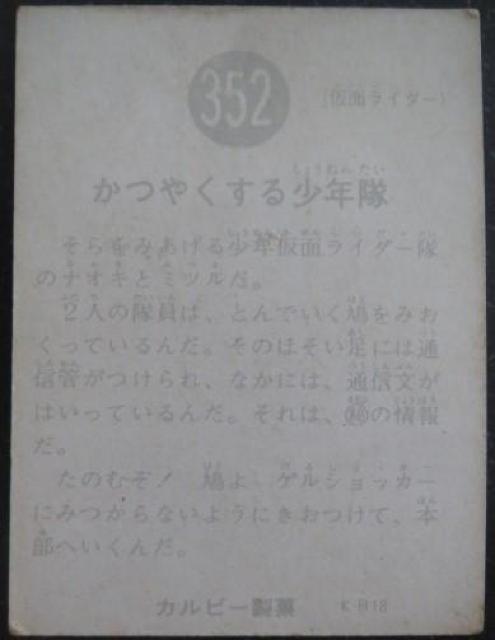 352
(仮面ライダー)
かつやくする少年隊
そらをみあげる少年仮面ライダー隊
のナオキとミツルだ。
2人の隊員は、とんでいく鳩をみお
くっているんだ。そのほそい足には通
信管がつけられ、なかには、通信文が
はいっているんだ。それは、の情報
だ。
たのむぞ! 鳩よ ゲルショッカー
にみつからないようにきおつけて、本
部へいくんだ。
カルビー製菓 K-R18